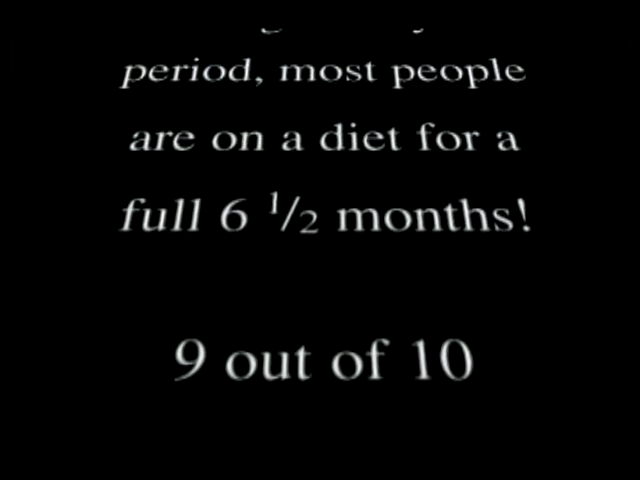 period, most people
are on a diet for a
full 6 1/2 months!
9 out of 10